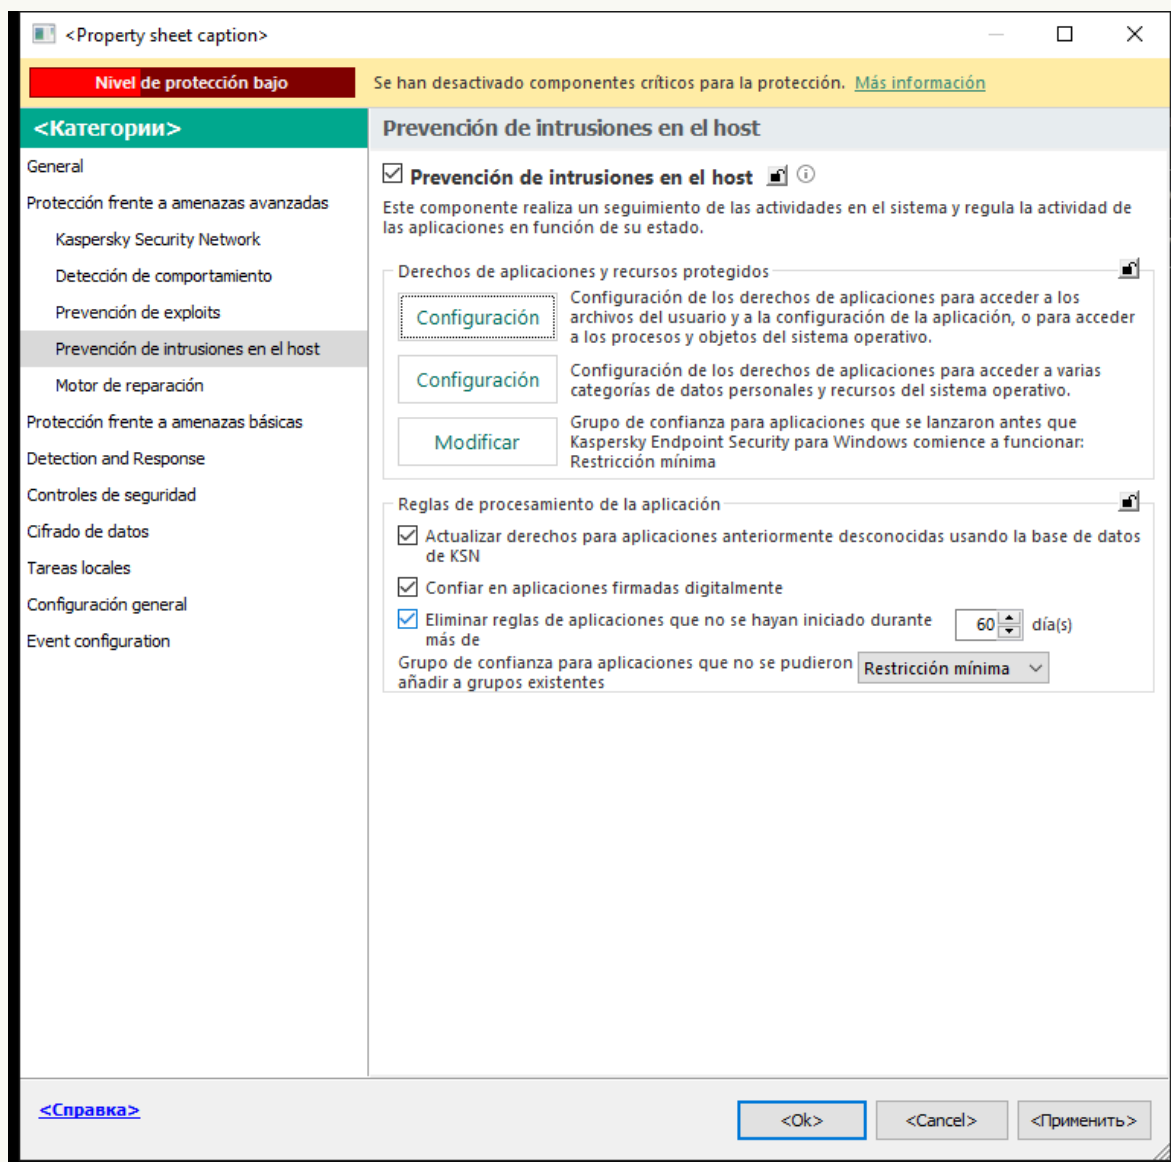 <Property sheet caption>
Nivel de protección bajo
Se han desactivado componentes críticos para la protección. Más información
<Категории>
General
Protección frente a amenazas avanzadas
Kaspersky Security Network
Detección de comportamiento
Prevención de exploits
Prevención de intrusiones en el host
Motor de reparación
Protección frente a amenazas básicas
Detection and Response
Controles de seguridad
Cifrado de datos
Tareas locales
Configuración general
Event configuration
Prevención de intrusiones en el host
Prevención de intrusiones en el host
Este componente realiza un seguimiento de las actividades en el sistema y regula la actividad de
las aplicaciones en función de su estado.
Derechos de aplicaciones y recursos protegidos
Configuración
Configuración de los derechos de aplicaciones para acceder a los
archivos del usuario y a la configuración de la aplicación, o para acceder
a los procesos y objetos del sistema operativo.
Configuración
Configuración de los derechos de aplicaciones para acceder a varias
categorías de datos personales y recursos del sistema operativo.
Modificar
Grupo de confianza para aplicaciones que se lanzaron antes que
Kaspersky Endpoint Security para Windows comience a funcionar:
Restricción mínima
Reglas de procesamiento de la aplicación
Actualizar derechos para aplicaciones anteriormente desconocidas usando la base de datos
de KSN
Confiar en aplicaciones firmadas digitalmente
Eliminar reglas de aplicaciones que no se hayan iniciado durante
más de
60 día(s)
Grupo de confianza para aplicaciones que no se pudieron
añadir a grupos existentes
Restricción mínima
<Справка>
<Ok>
<Cancel>
<Применить>